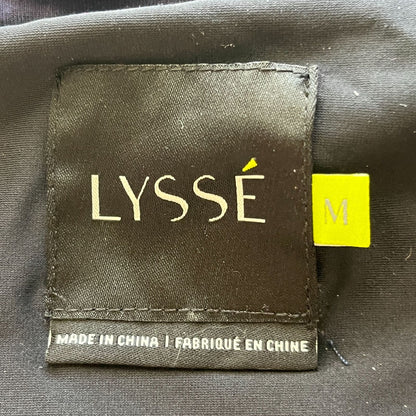 LYSSÉ
M
MADE IN CHINA | FABRIQUÉ EN CHINE